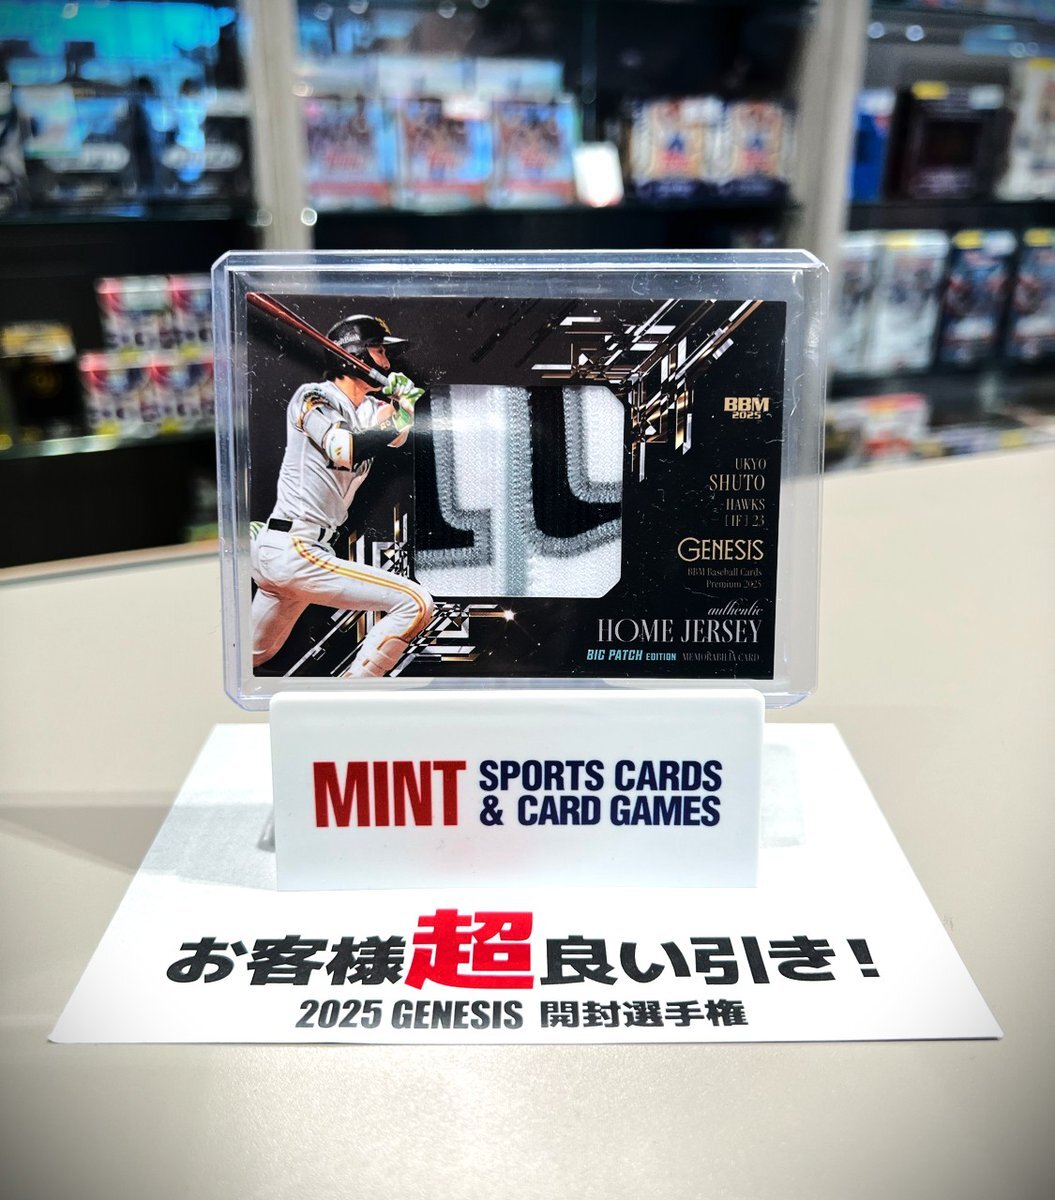 BBM
2025
UKYO
SHUTO
HAWKS
[IF] 23
GENESIS
BBM Baseball Cards
Premium 2025
authentic
HOME JERSEY
BIG PATCH EDITION MEMORABILIA CARD
MINT SPORTS CARDS
& CARD GAMES
お客様超良い引き!
2025 GENESIS 開封選手権